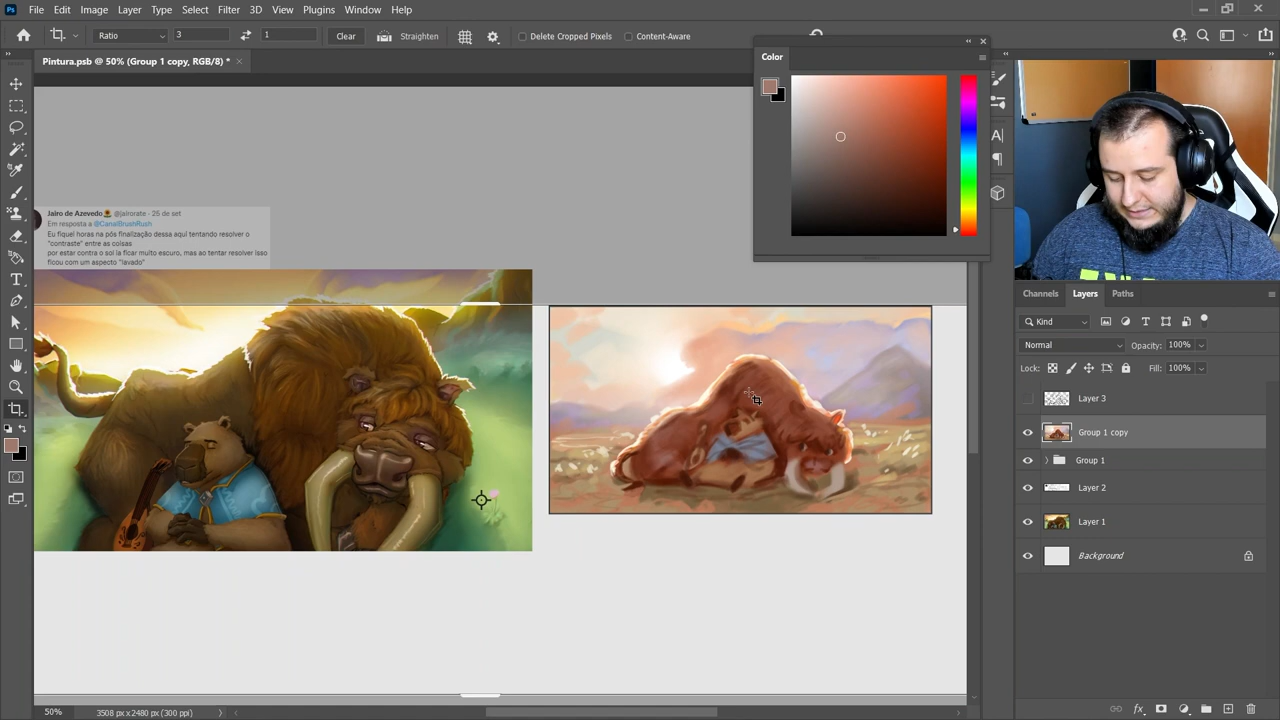 Ps File Edit Image Layer Type Select Filter 3D View Plugins Window Help
Ratio 3 1 Clear Straighten Delete Cropped Pixels Content-Aware
Pintura.psb @ 50% (Group 1 copy, RGB/8) *
Color
Jairo de Azevedo @jairorate · 25 de set
Em resposta a @CanalBrushRush
Eu fiquei horas na pós finalização dessa aqui tentando resolver o
"contraste" entre as coisas
por estar contra o sol ia ficar muito escuro, mas ao tentar resolver isso
ficou com um aspecto "lavado"
Channels Layers Paths
Kind
Normal Opacity: 100%
Lock: Fill: 100%
Layer 3
Group 1 copy
Group 1
Layer 2
Layer 1
Background
50% 3508 px x 2480 px (300 ppi)